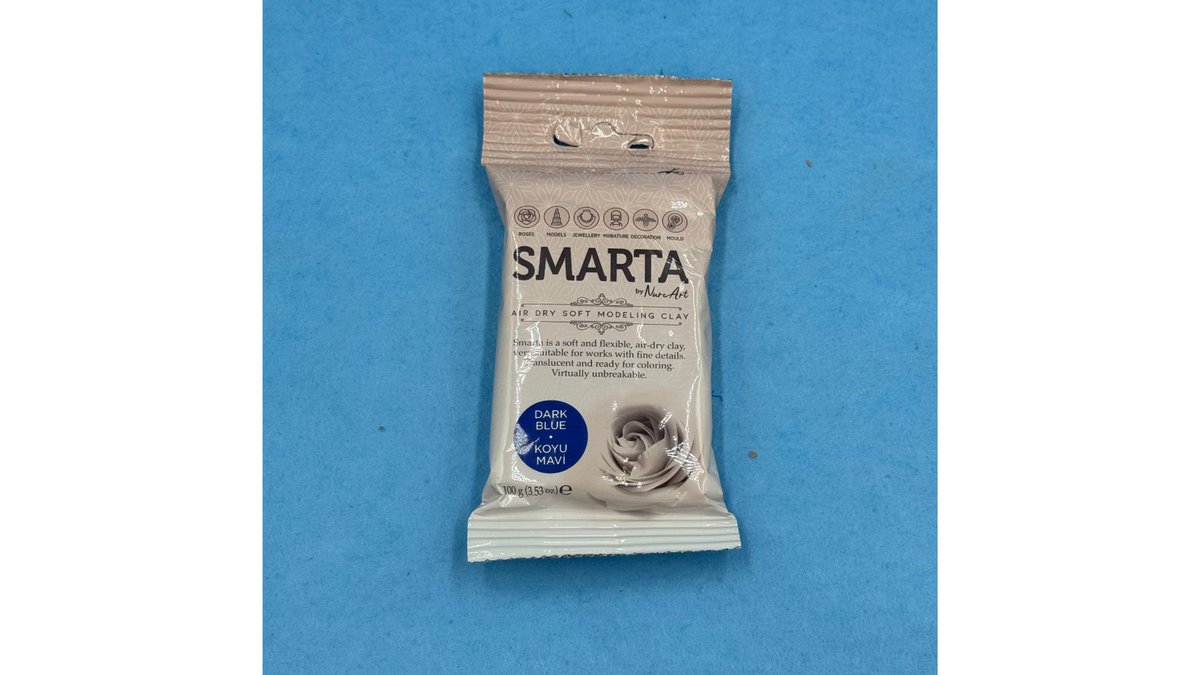 ROSES MODELS JEWELLERY MINIATURE DECORATION MOULD
SMARTA
by NurcArt
AIR DRY SOFT MODELING CLAY
Smarta is a soft and flexible, air-dry clay,
very suitable for works with fine details.
Translucent and ready for coloring.
Virtually unbreakable.
DARK
BLUE
•
KOYU
MAVİ
100 g (3.53 oz) e